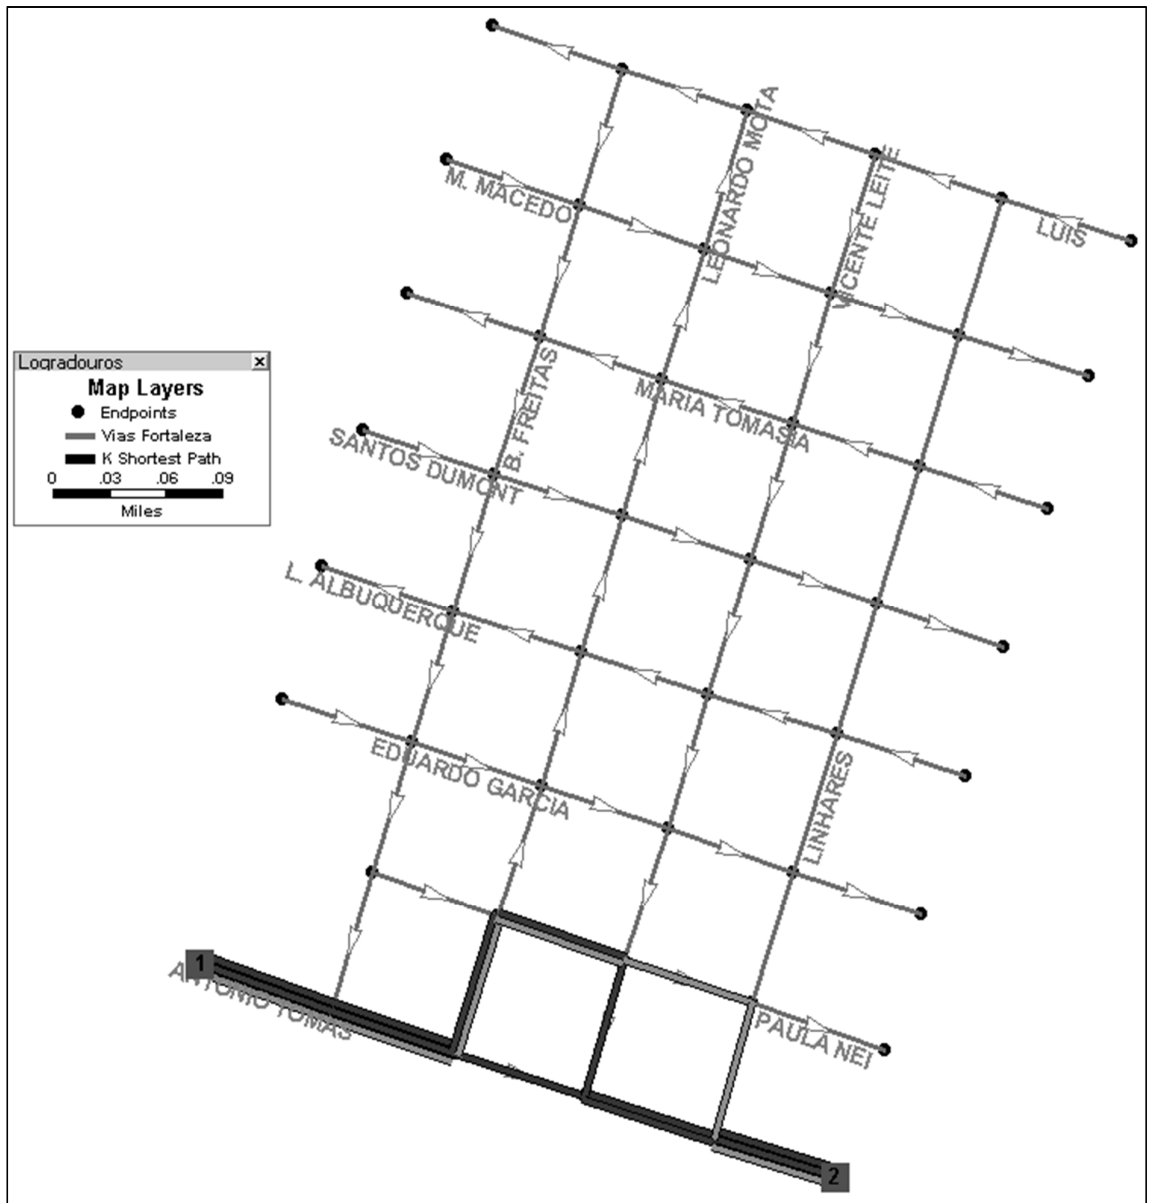 LEONARDO MOTA
VICENTE LEITE
M. MACEDO
LUIS
Logradouros
Map Layers
Endpoints
Vias Fortaleza
K Shortest Path
0 .03 .06 .09
Miles
B. FREITAS
MARIA TOMASIA
SANTOS DUMONT
L. ALBUQUERQUE
EDUARDO GARCIA
LINHARES
1
ANTONIO TOMAS
PAULA NEI
2